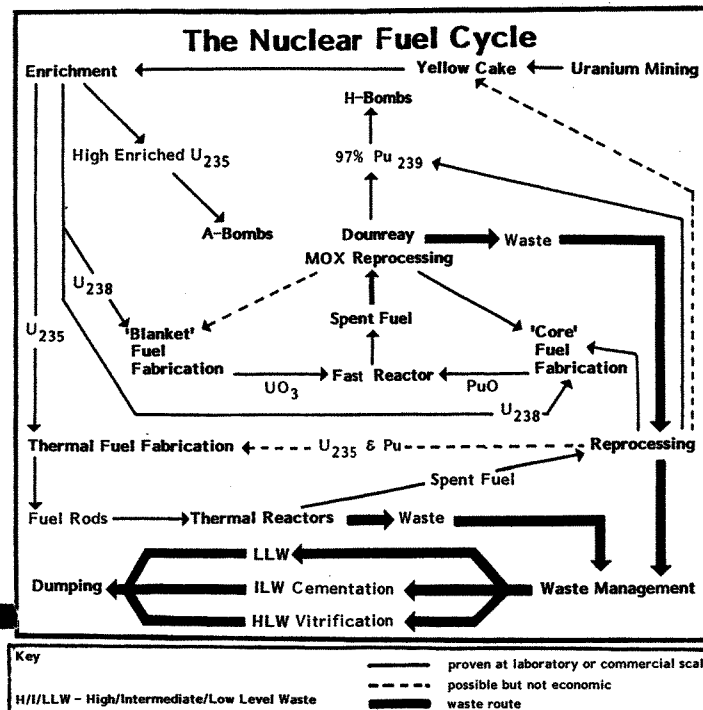 The Nuclear Fuel Cycle
Enrichment
Yellow Cake
Uranium Mining
H-Bombs
High Enriched U235
97% Pu 239
A-Bombs
Dounreay
MOX Reprocessing
Waste
U238
U235
Spent Fuel
'Blanket'
Fuel
Fabrication
'Core'
Fuel
Fabrication
UO3
Fast Reactor
PuO
U238
Thermal Fuel Fabrication
U235 & Pu
Reprocessing
Spent Fuel
Fuel Rods
Thermal Reactors
Waste
LLW
Dumping
ILW Cementation
Waste Management
HLW Vitrification
Key
proven at laboratory or commercial scal
possible but not economic
H/I/LLW - High/Intermediate/Low Level Waste
waste route